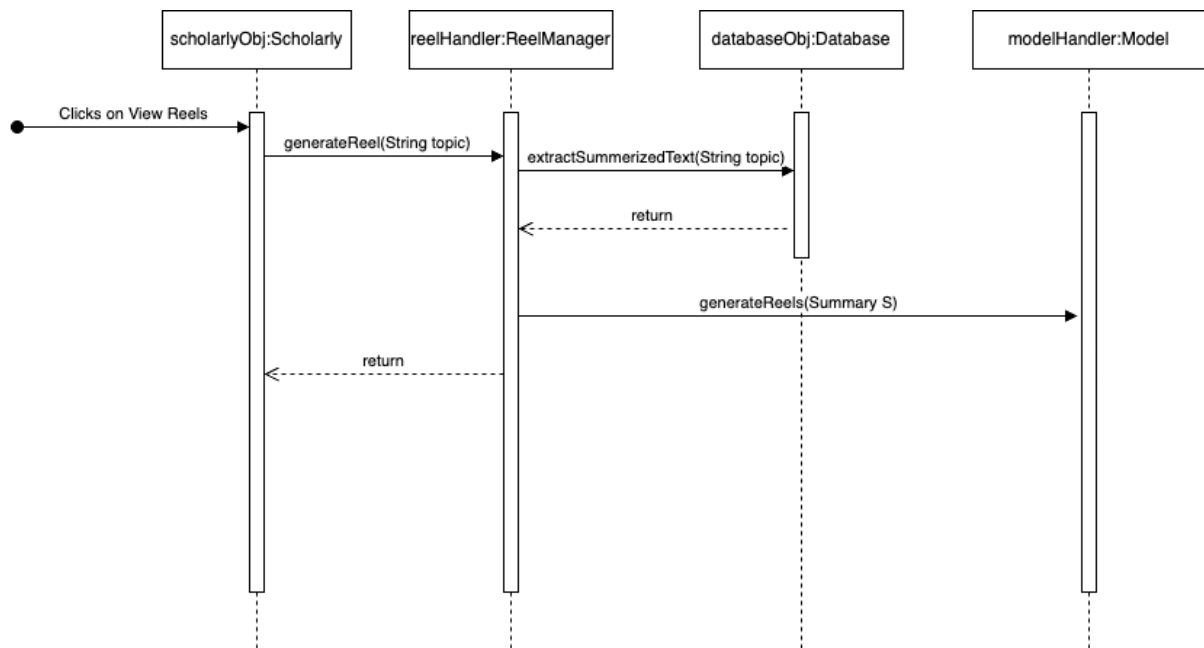 scholarlyObj:Scholarly
reelHandler:ReelManager
databaseObj:Database
modelHandler:Model
Clicks on View Reels
generateReel(String topic)
extractSummerizedText(String topic)
return
generateReels(Summary S)
return